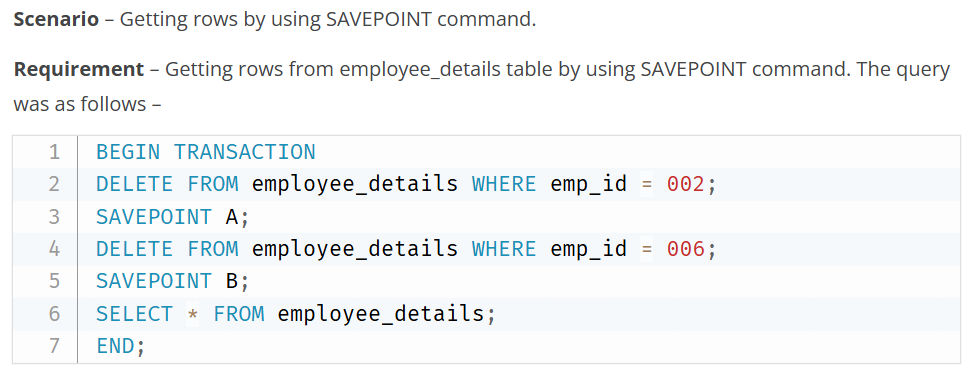 Scenario – Getting rows by using SAVEPOINT command.
Requirement – Getting rows from employee_details table by using SAVEPOINT command. The query
was as follows –
1 BEGIN TRANSACTION
2 DELETE FROM employee_details WHERE emp_id = 002;
3 SAVEPOINT A;
4 DELETE FROM employee_details WHERE emp_id = 006;
5 SAVEPOINT B;
6 SELECT * FROM employee_details;
7 END;